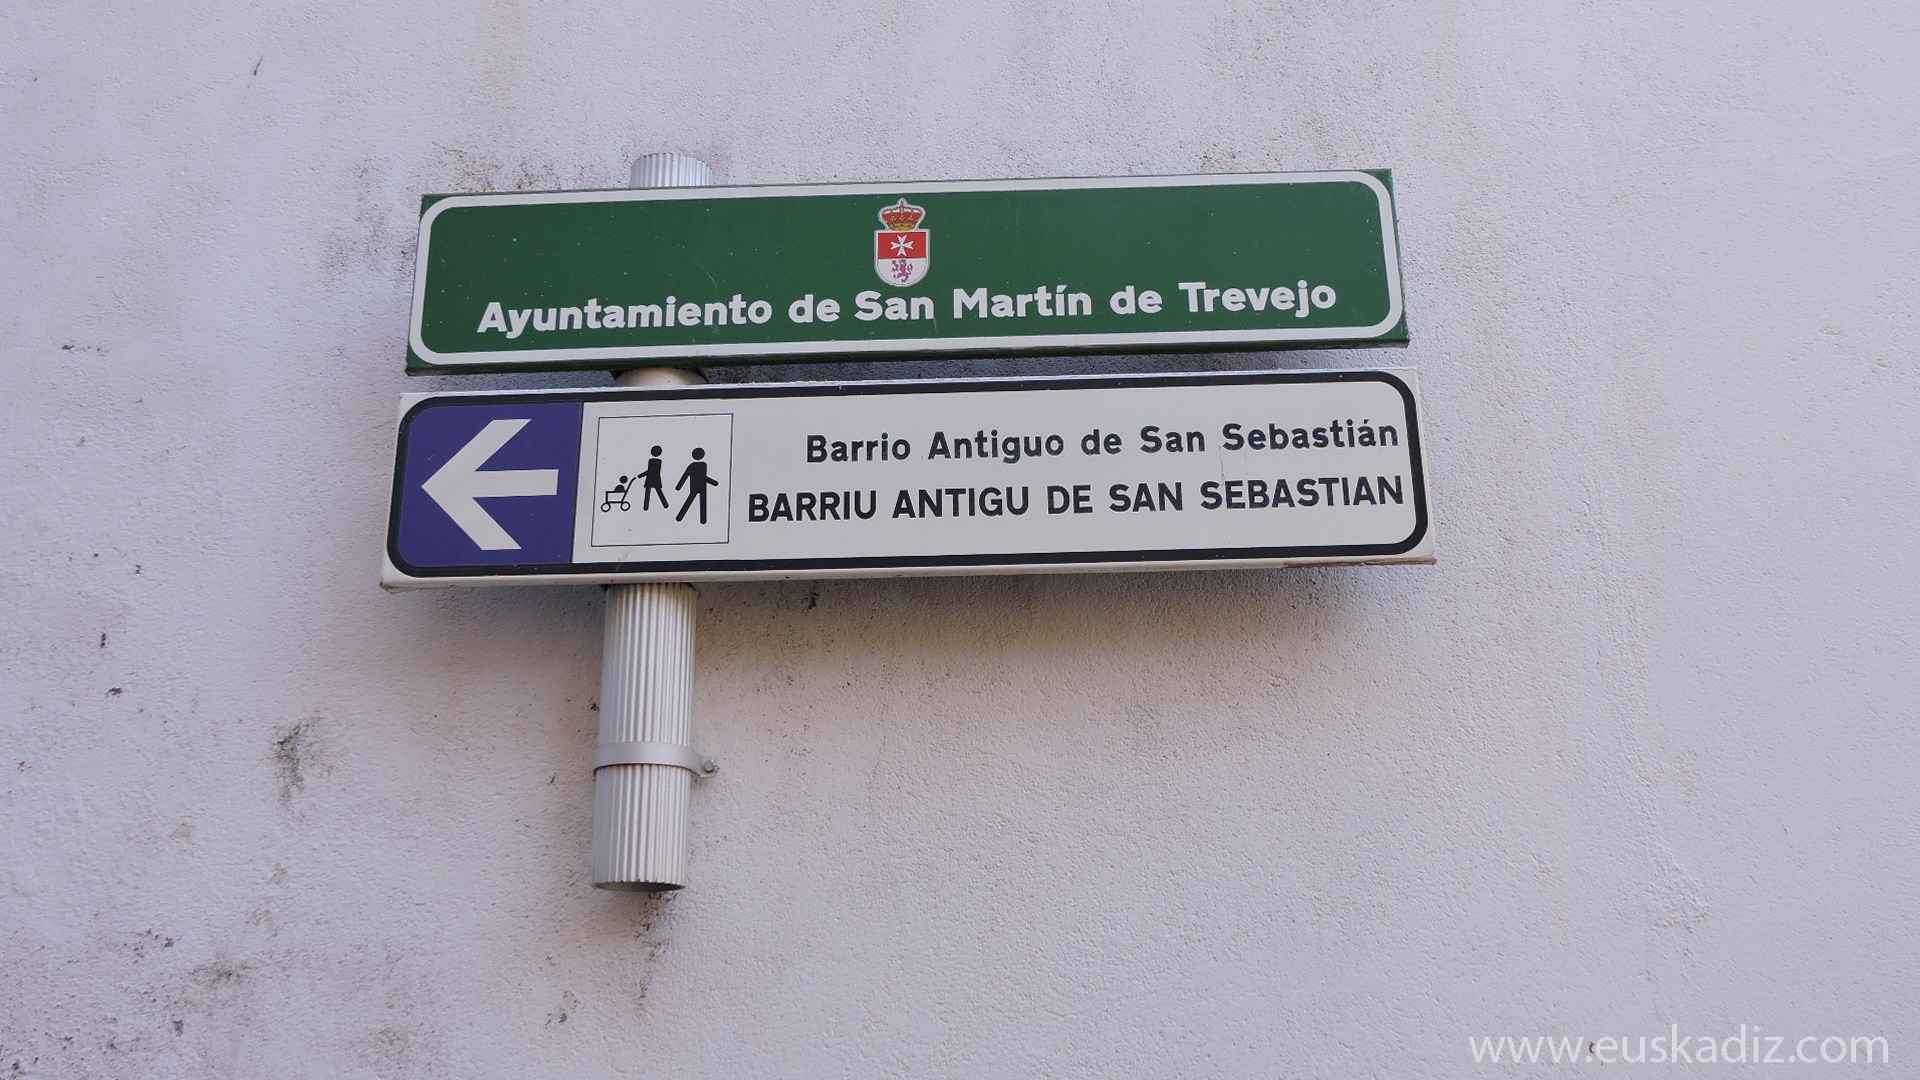 Ayuntamiento de San Martín de Trevejo
Barrio Antiguo de San Sebastián
BARRIU ANTIGU DE SAN SEBASTIAN
www.euskadiz.com